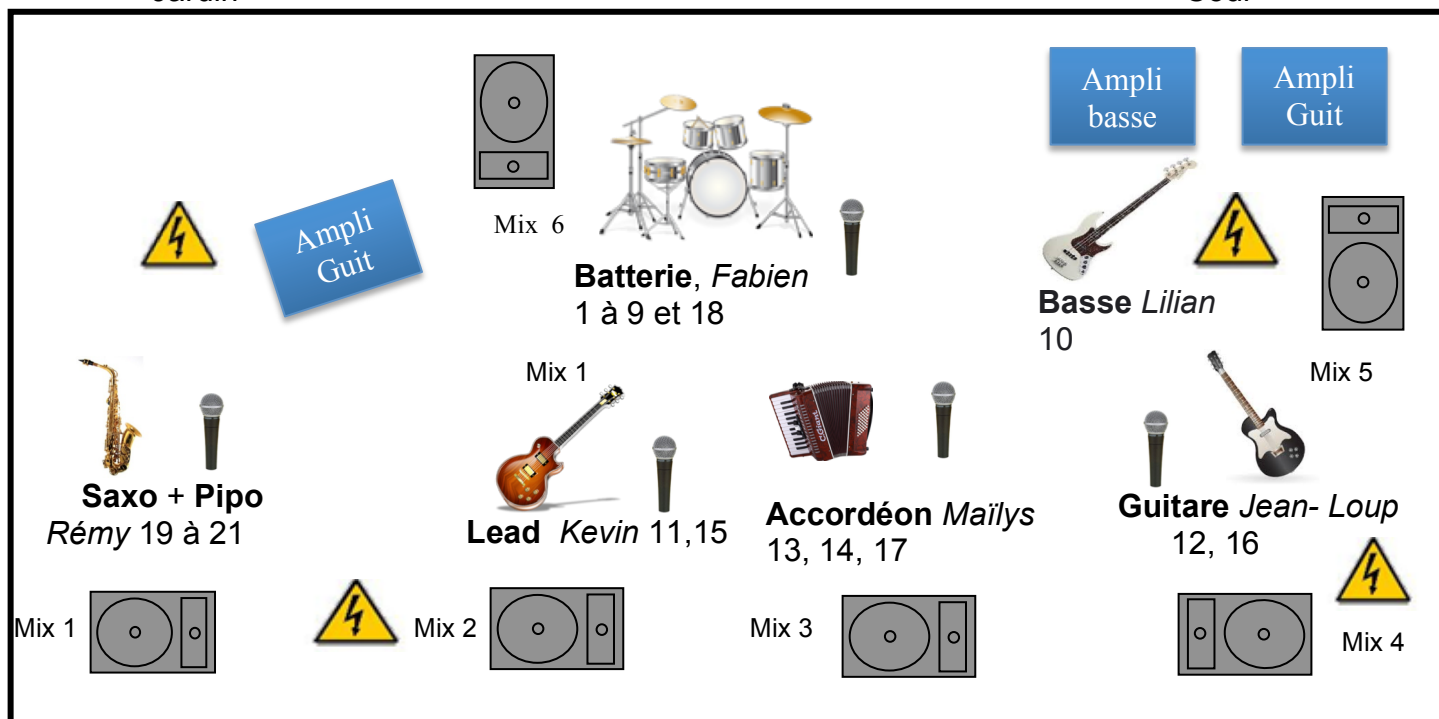 Jardin Cour
Ampli
basse
Ampli
Guit
Ampli
Guit
Mix 6
Batterie, Fabien
1 à 9 et 18
Basse Lilian
10
Mix 5
Mix 1
Saxo + Pipo
Rémy 19 à 21
Lead Kevin 11,15
Accordéon Maïlys
13, 14, 17
Guitare Jean- Loup
12, 16
Mix 1
Mix 2
Mix 3
Mix 4